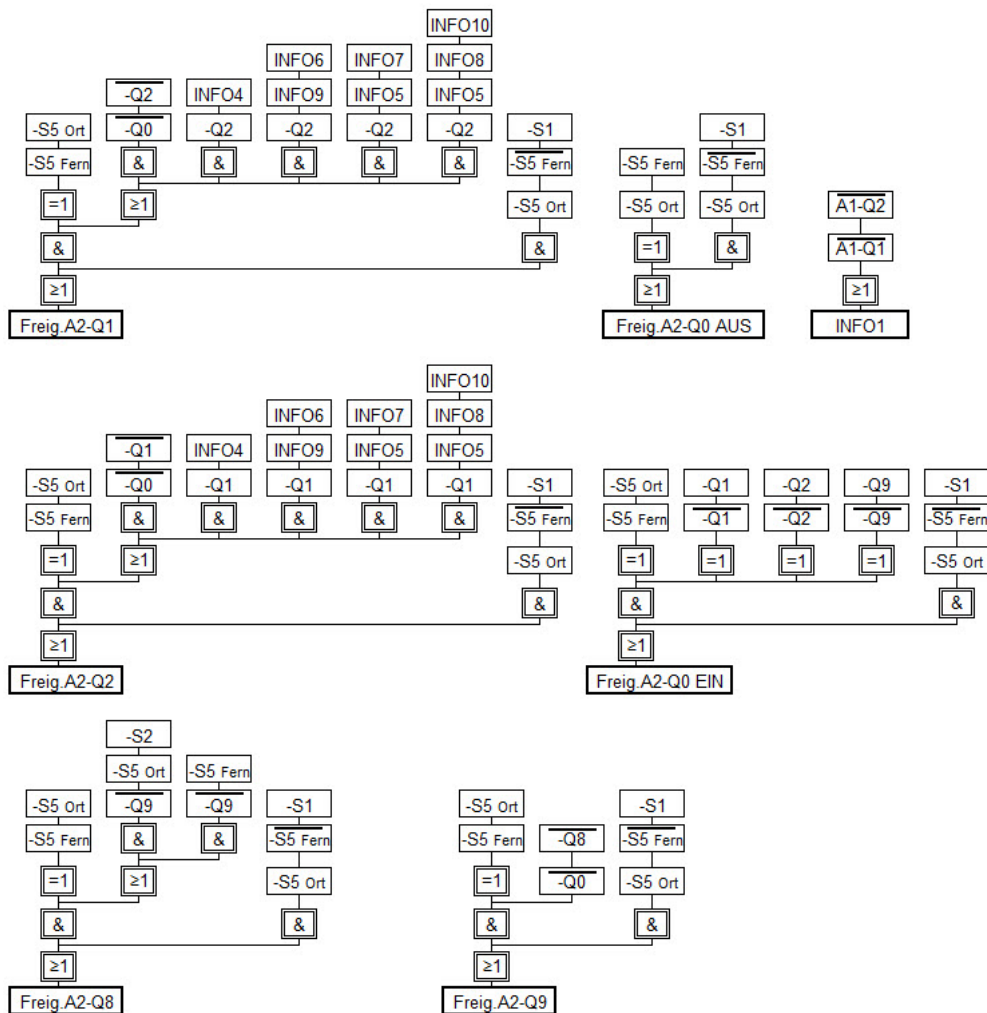 INFO10
INFO6 INFO7 INFO8
-Q2 INFO4 INFO9 INFO5 INFO5
-S5 Ort -Q0 -Q2 -Q2 -Q2 -Q2 -S1 -S1
-S5 Fern & & & & & -S5 Fern -S5 Fern -S5 Fern
=1 ≥1 -S5 Ort -S5 Ort -S5 Ort A1-Q2
& & =1 & A1-Q1
≥1 ≥1 ≥1
Freig.A2-Q1 Freig.A2-Q0 AUS INFO1
INFO10
INFO6 INFO7 INFO8
-Q1 INFO4 INFO9 INFO5 INFO5
-S5 Ort -Q0 -Q1 -Q1 -Q1 -Q1 -S1 -S5 Ort -Q1 -Q2 -Q9 -S1
-S5 Fern & & & & & -S5 Fern -S5 Fern -Q1 -Q2 -Q9 -S5 Fern
=1 ≥1 -S5 Ort =1 =1 =1 =1 -S5 Ort
& & & &
≥1 ≥1
Freig.A2-Q2 Freig.A2-Q0 EIN
-S2
-S5 Ort -S5 Fern
-S5 Ort -Q9 -Q9 -S1 -S5 Ort -S1
-S5 Fern & & -S5 Fern -S5 Fern -Q8 -S5 Fern
=1 ≥1 -S5 Ort =1 -Q0 -S5 Ort
& & & &
≥1 ≥1
Freig.A2-Q8 Freig.A2-Q9